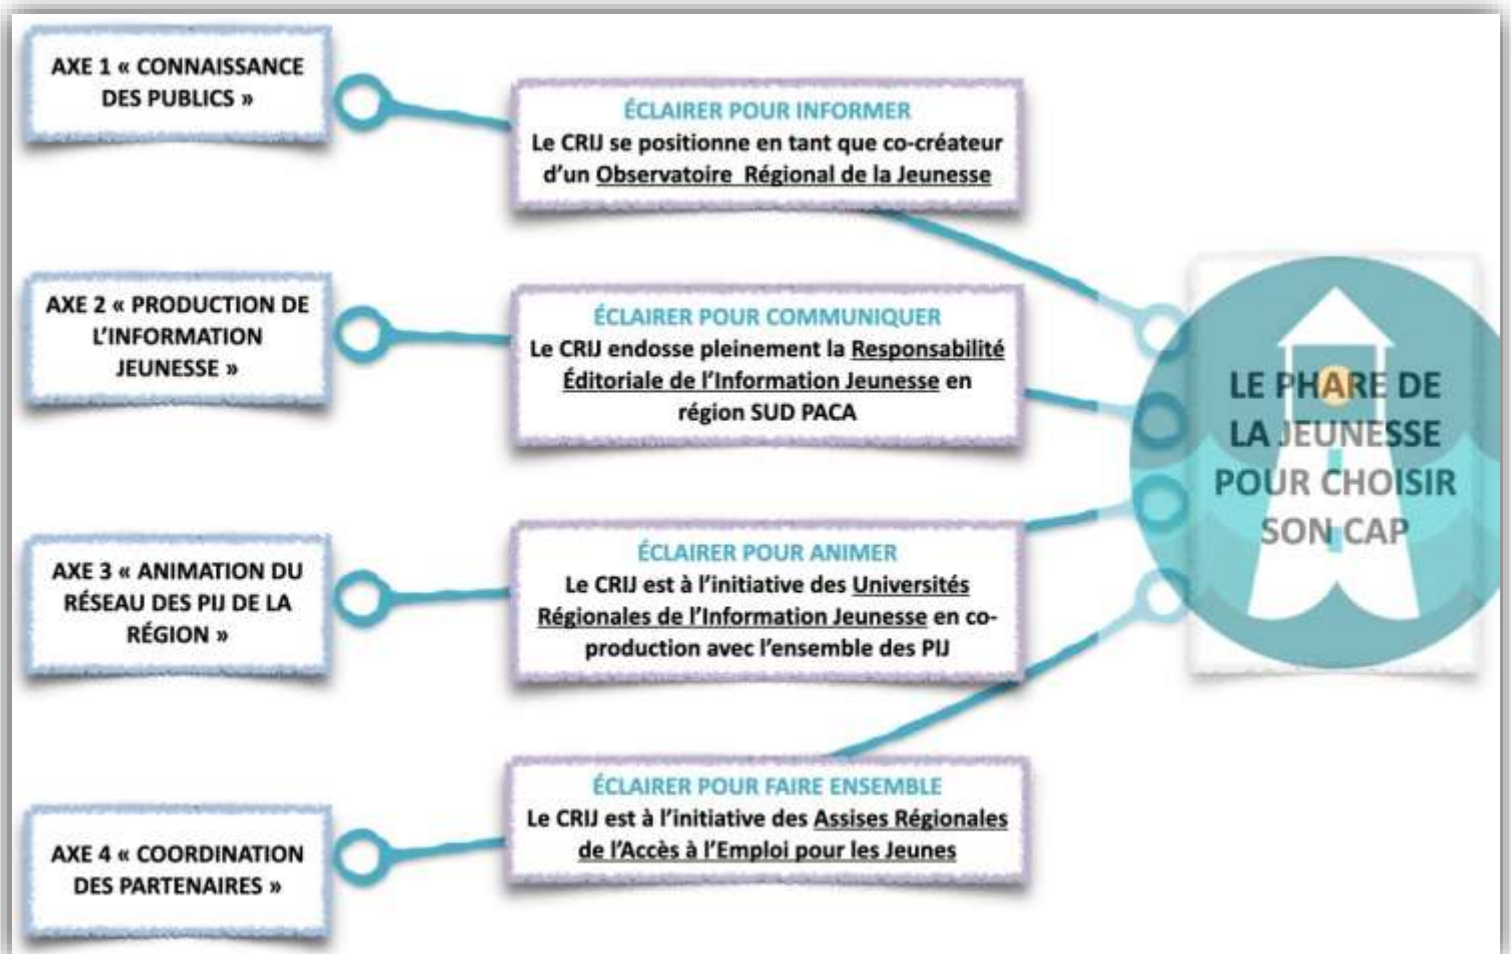 AXE 1 « CONNAISSANCE
DES PUBLICS »
ÉCLAIRER POUR INFORMER
Le CRIJ se positionne en tant que co-créateur
d’un Observatoire Régional de la Jeunesse
AXE 2 « PRODUCTION DE
L’INFORMATION
JEUNESSE »
ÉCLAIRER POUR COMMUNIQUER
Le CRIJ endosse pleinement la Responsabilité
Éditoriale de l’Information Jeunesse en
région SUD PACA
AXE 3 « ANIMATION DU
RÉSEAU DES PIJ DE LA
RÉGION »
ÉCLAIRER POUR ANIMER
Le CRIJ est à l’initiative des Universités
Régionales de l’Information Jeunesse en co-
production avec l’ensemble des PIJ
AXE 4 « COORDINATION
DES PARTENAIRES »
ÉCLAIRER POUR FAIRE ENSEMBLE
Le CRIJ est à l’initiative des Assises Régionales
de l’Accès à l’Emploi pour les Jeunes
LE PHARE DE
LA JEUNESSE
POUR CHOISIR
SON CAP